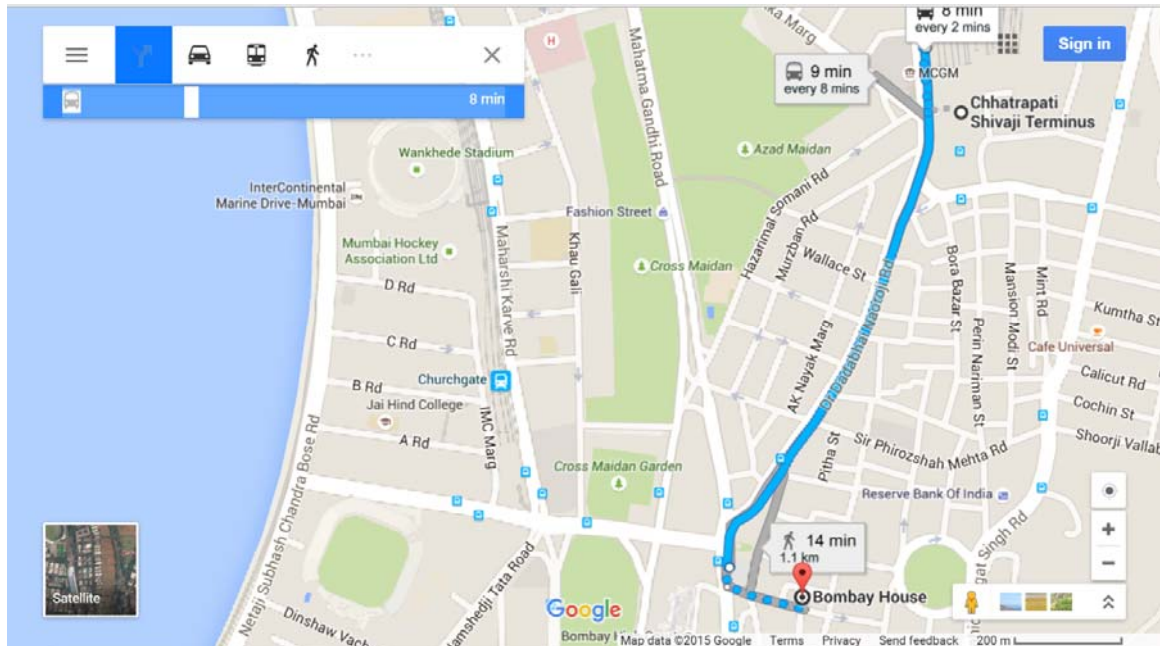 8 min
every 2 mins
Sign in
8 min
H
9 min
every 8 mins
MCGM
Chhatrapati
Shivaji Terminus
Mahatma Gandhi Road
Wankhede Stadium
Azad Maidan
InterContinental
Marine Drive-Mumbai
Fashion Street
Hazarimal Somani Rd
Murzban Rd
Mumbai Hockey
Association Ltd
Maharshi Karve Rd
Khau Gali
Cross Maidan
Wallace St
Dr Dadabhai Naoroji Rd
Bora Bazar St
Mansion Modi St
Mint Rd
D Rd
Kumtha St
C Rd
Perin Nariman St
Cafe Universal
AK Nayak Marg
Churchgate
Calicut Rd
B Rd
Jai Hind College
IMC Marg
Cochin St
A Rd
Pitha St
Sir Phirozshah Mehta Rd
Shoorji Vallab
Netaji Subhash Chandra Bose Rd
Cross Maidan Garden
Reserve Bank Of India
14 min
1.1 km
Singh Rd
Satellite
Bombay House
Google
Dinshaw Vach
Jamshedji Tata Road
Map data ©2015 Google
Terms
Privacy
Send feedback
200 m